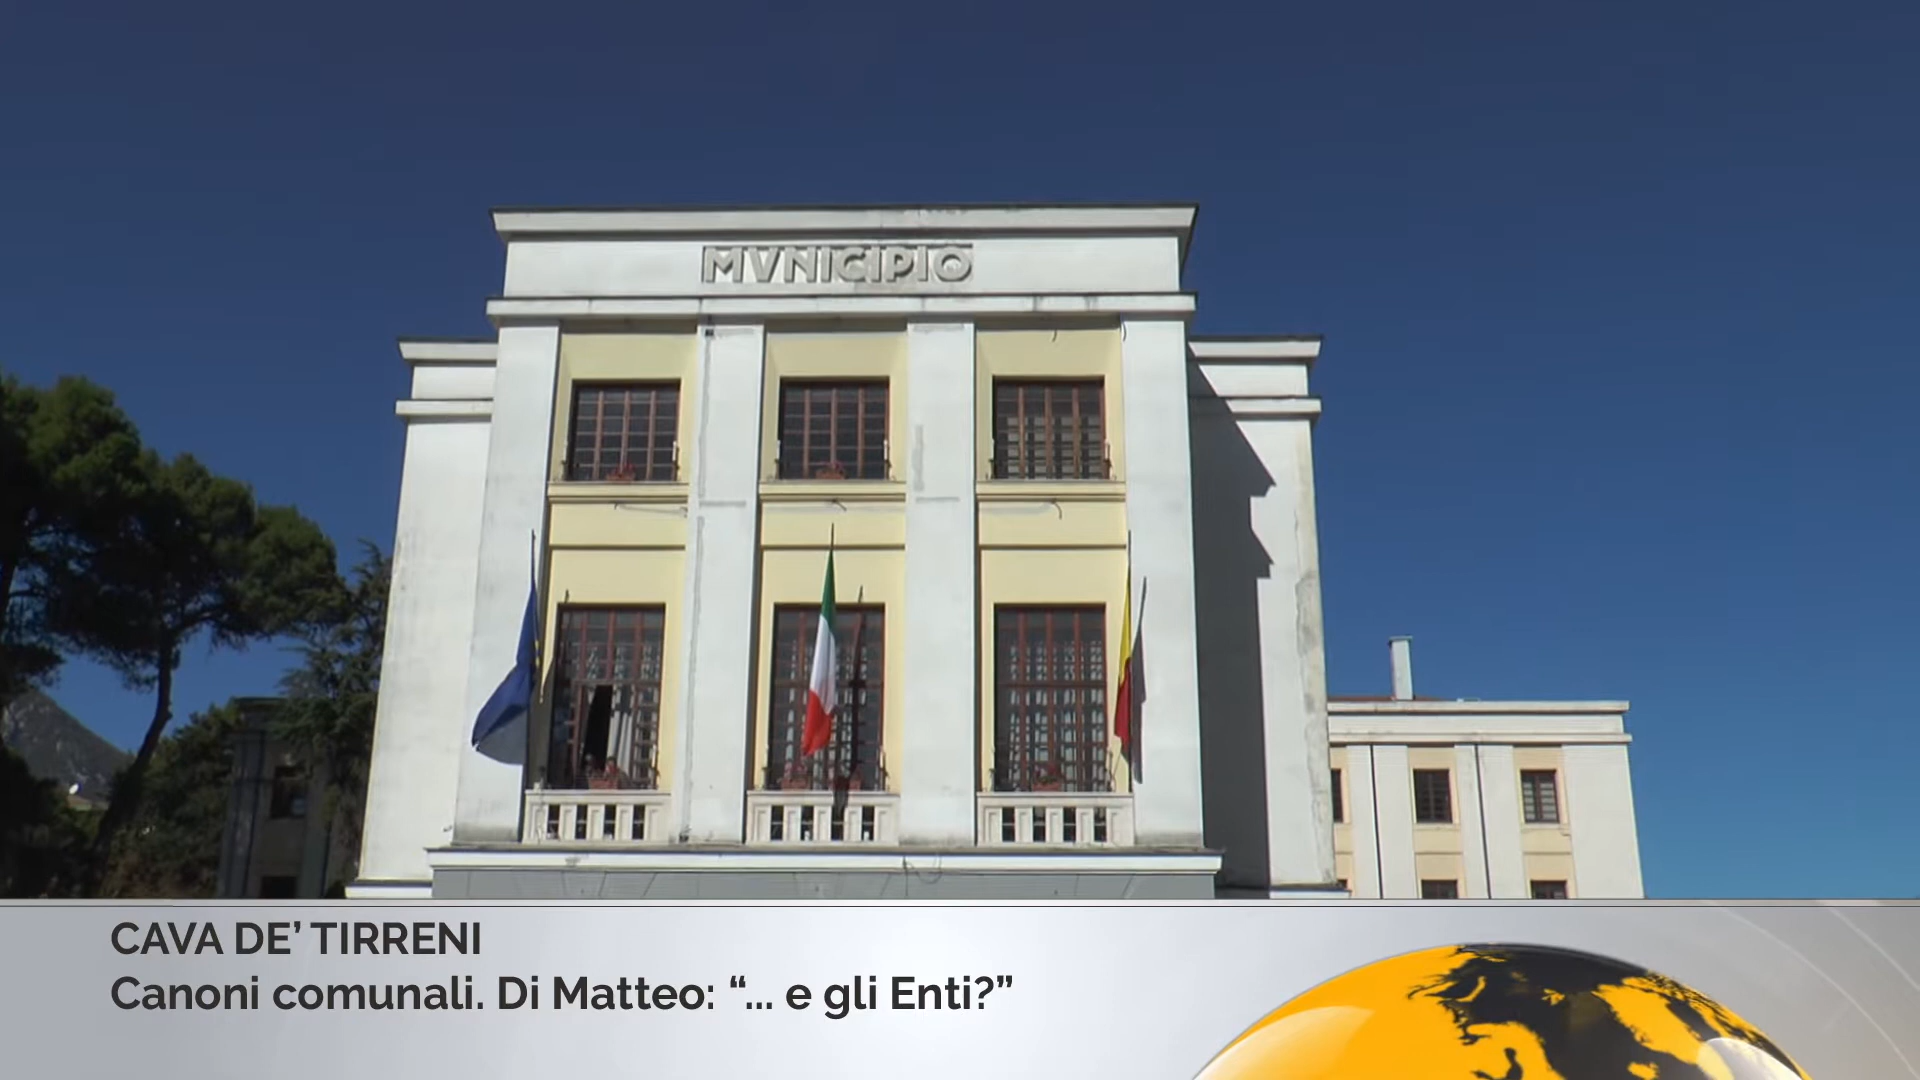 MVNICIPIO
CAVA DE’ TIRRENI
Canoni comunali. Di Matteo: “... e gli Enti?”